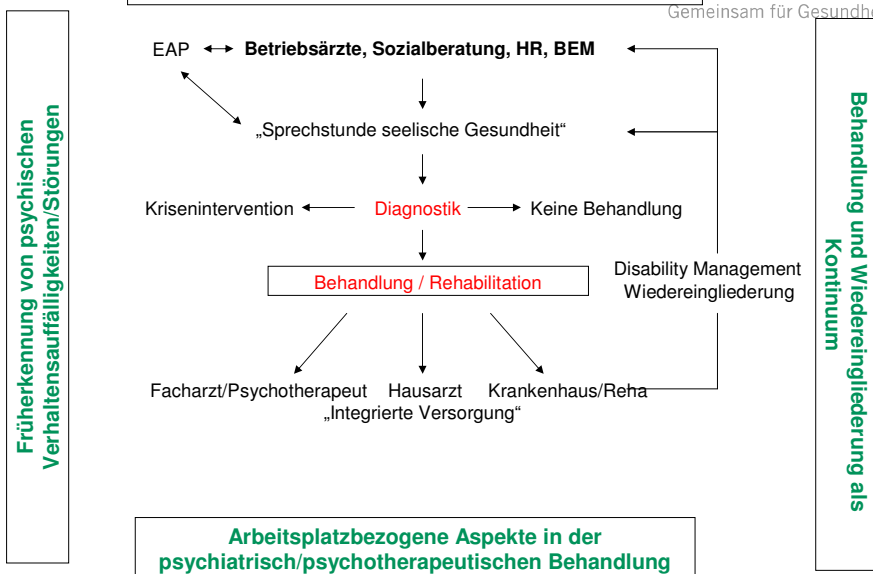 Gemeinsam für Gesundhe
EAP Betriebsärzte, Sozialberatung, HR, BEM
„Sprechstunde seelische Gesundheit“
Krisenintervention Diagnostik Keine Behandlung
Behandlung / Rehabilitation
Disability Management
Wiedereingliederung
Facharzt/Psychotherapeut Hausarzt Krankenhaus/Reha
„Integrierte Versorgung“
Früherkennung von psychischen
Verhaltensauffälligkeiten/Störungen
Behandlung und Wiedereingliederung als
Kontinuum
Arbeitsplatzbezogene Aspekte in der
psychiatrisch/psychotherapeutischen Behandlung